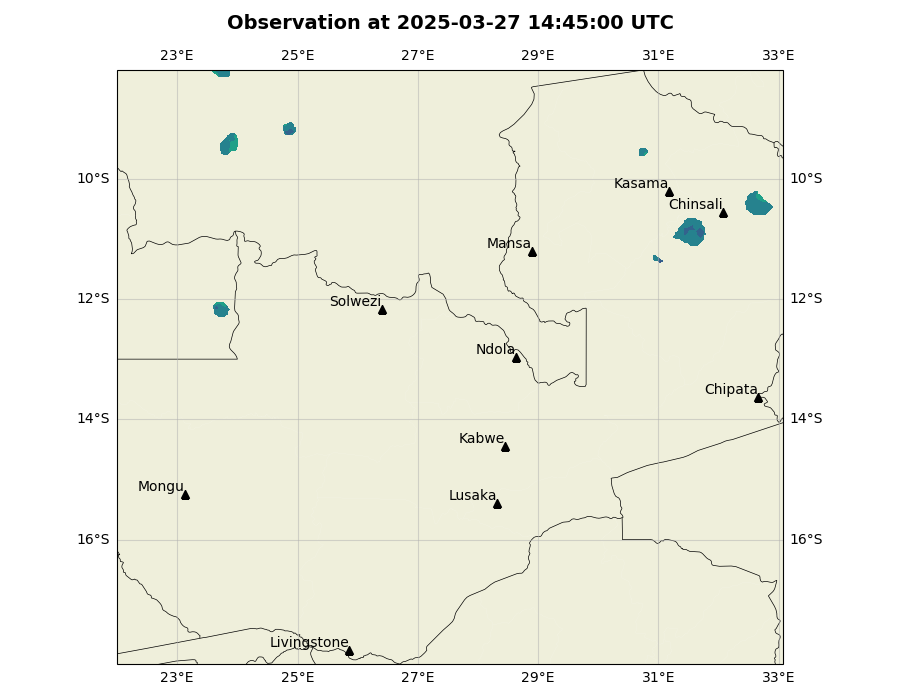 Observation at 2025-03-27 14:45:00 UTC
23°E 25°E 27°E 29°E 31°E 33°E
10°S 10°S
Kasama
Chinsali
Mansa
12°S 12°S
Solwezi
Ndola
Chipata
14°S 14°S
Kabwe
Mongu
Lusaka
16°S 16°S
Livingstone
23°E 25°E 27°E 29°E 31°E 33°E